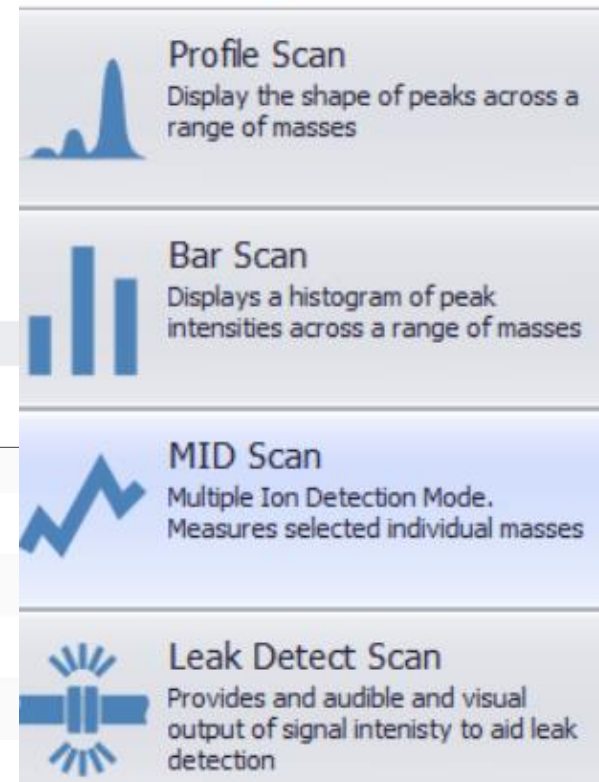 Profile Scan
Display the shape of peaks across a
range of masses
Bar Scan
Displays a histogram of peak
intensities across a range of masses
MID Scan
Multiple Ion Detection Mode.
Measures selected individual masses
Leak Detect Scan
Provides and audible and visual
output of signal intenisty to aid leak
detection